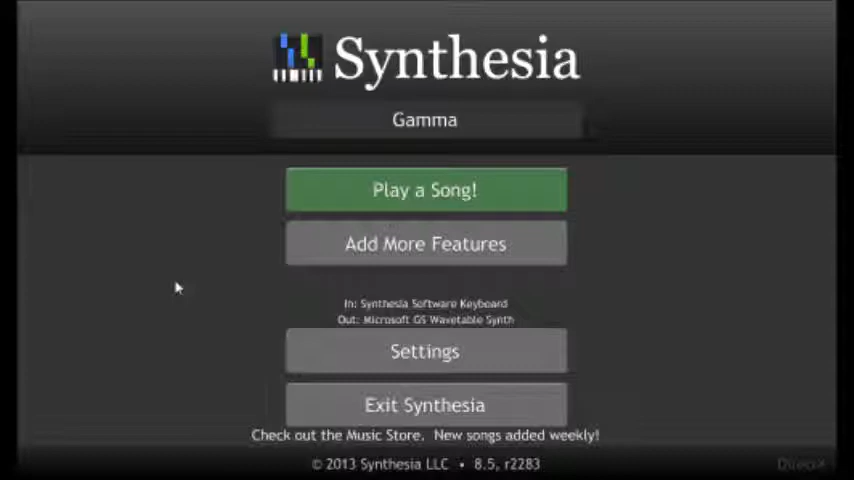 Synthesia
Gamma
Play a Song!
Add More Features
In: Synthesia Software Keyboard
Out: Microsoft GS Wavetable Synth
Settings
Exit Synthesia
Check out the Music Store. New songs added weekly!
© 2013 Synthesia LLC • 8.5, r2283
DirectX